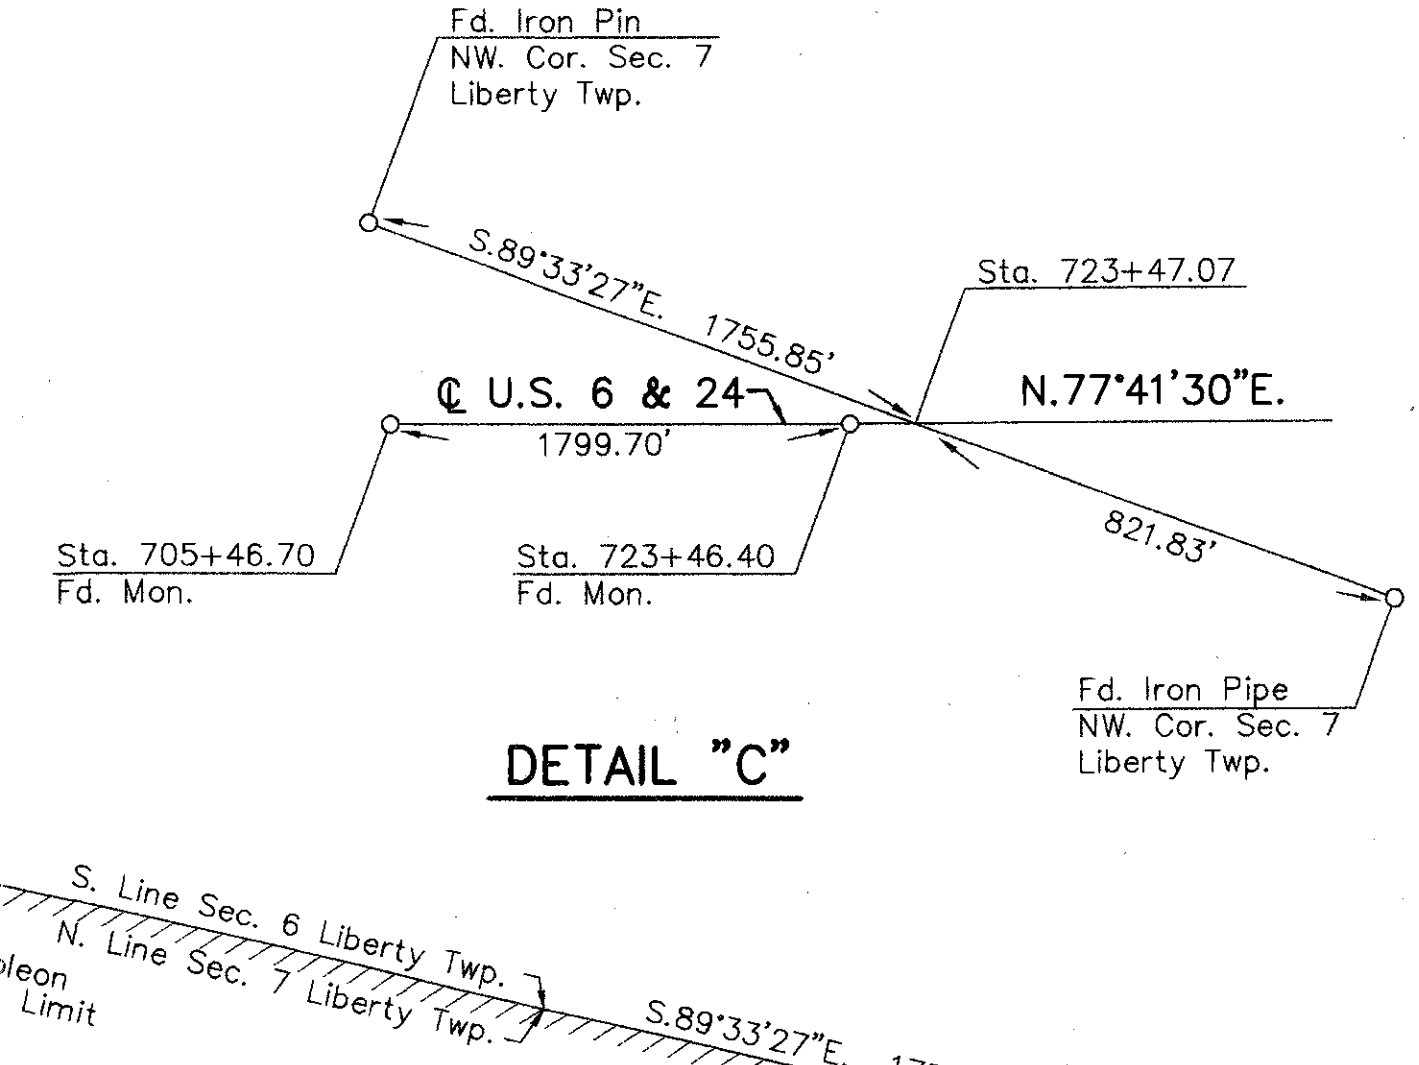 Fd. Iron Pin
NW. Cor. Sec. 7
Liberty Twp.
S.89°33'27"E. 1755.85'
Sta. 723+47.07
℄ U.S. 6 & 24
N.77°41'30"E.
1799.70'
821.83'
Sta. 705+46.70
Fd. Mon.
Sta. 723+46.40
Fd. Mon.
Fd. Iron Pipe
NW. Cor. Sec. 7
Liberty Twp.
DETAIL "C"
S. Line Sec. 6 Liberty Twp.
N. Line Sec. 7 Liberty Twp.
Limit
S.89°33'27"E.